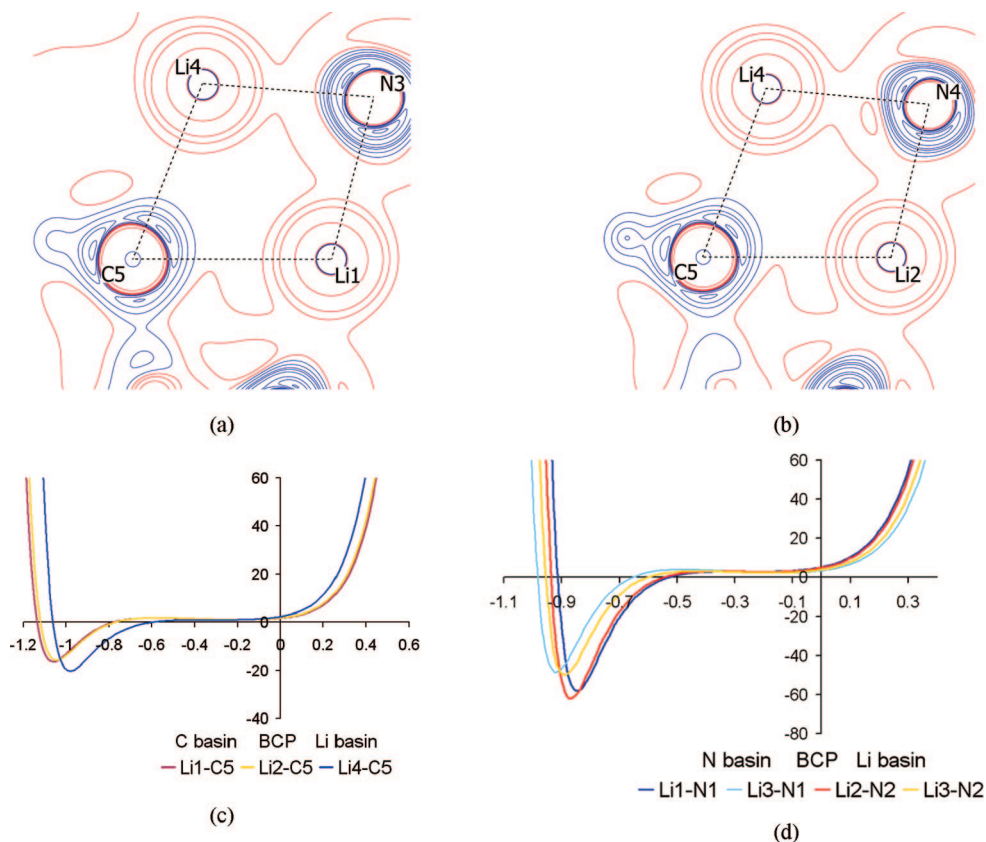 Li4
N3
C5
Li1
Li4
N4
C5
Li2
(a)
(b)
60
40
20
0
-1.2 -1 -0.8 -0.6 -0.4 -0.2 0 0.2 0.4 0.6
-20
-40
C basin BCP Li basin
Li1-C5 Li2-C5 Li4-C5
(c)
60
40
20
0
-1.1 -0.9 -0.7 -0.5 -0.3 -0.1 0.1 0.3
-20
-40
-60
-80
N basin BCP Li basin
Li1-N1 Li3-N1 Li2-N2 Li3-N2
(d)